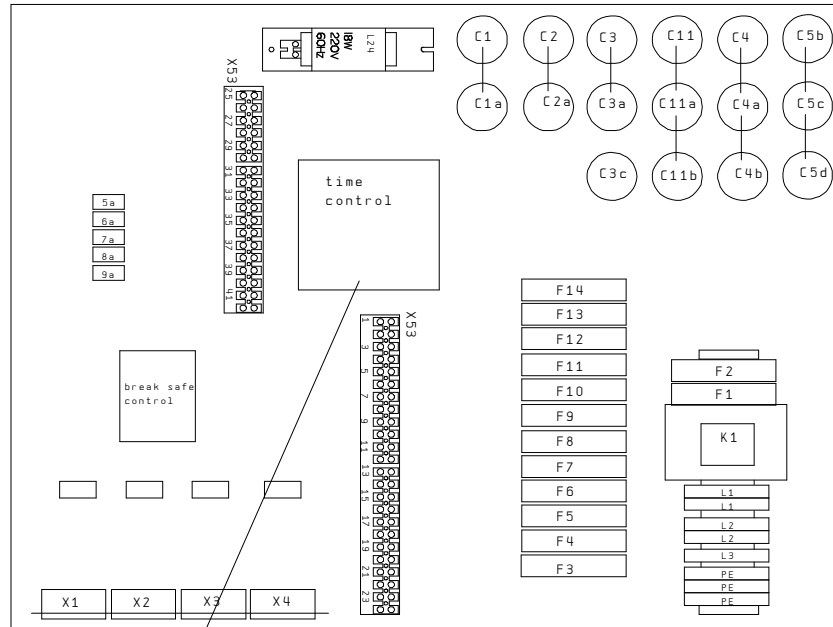 18W
220V
60Hz
L24
C1
C2
C3
C11
C4
C5b
C1a
C2a
C3a
C11a
C4a
C5c
C3c
C11b
C4b
C5d
X53
25
27
29
31
33
35
37
39
41
time
control
5a
6a
7a
8a
9a
X53
1
3
5
7
9
11
13
15
17
19
21
23
break safe
control
F14
F13
F12
F11
F10
F9
F8
F7
F6
F5
F4
F3
F2
F1
K1
L1
L1
L2
L2
L3
PE
PE
PE
X1
X2
X3
X4